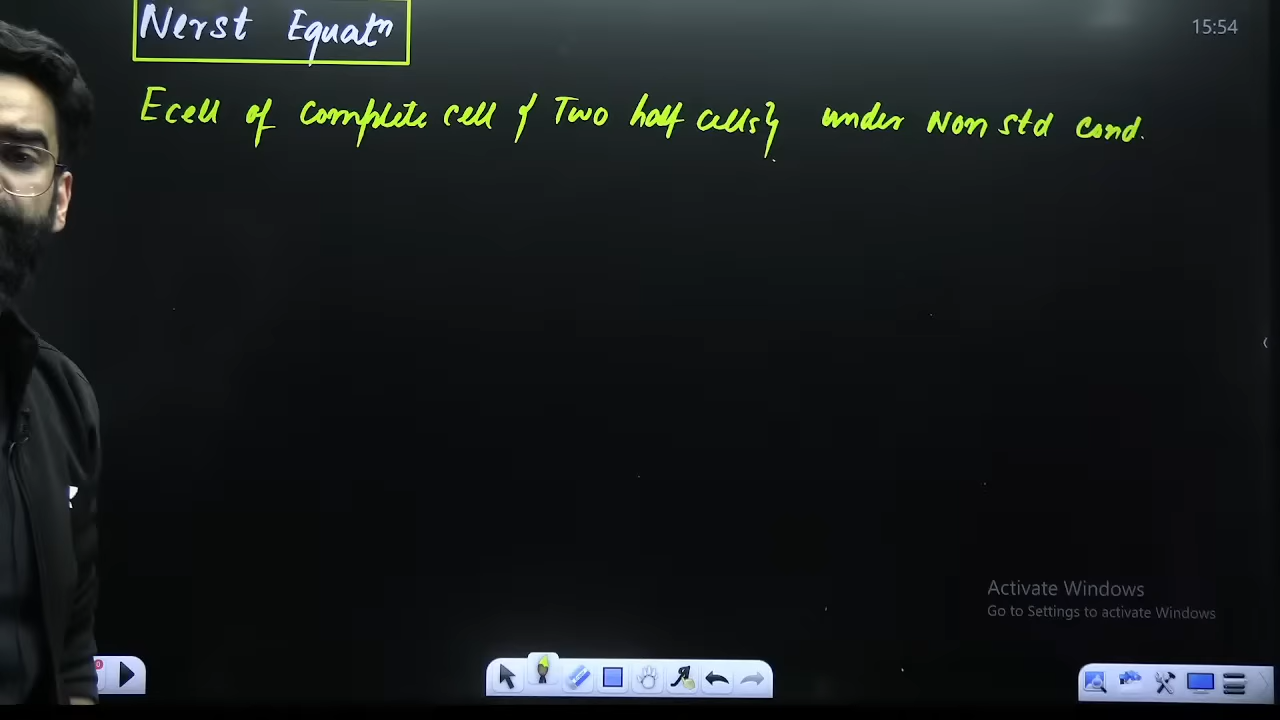 Nerst Equatⁿ
15:54
Ecell of complete cell { Two half cells } under Non std cond.
Activate Windows
Go to Settings to activate Windows